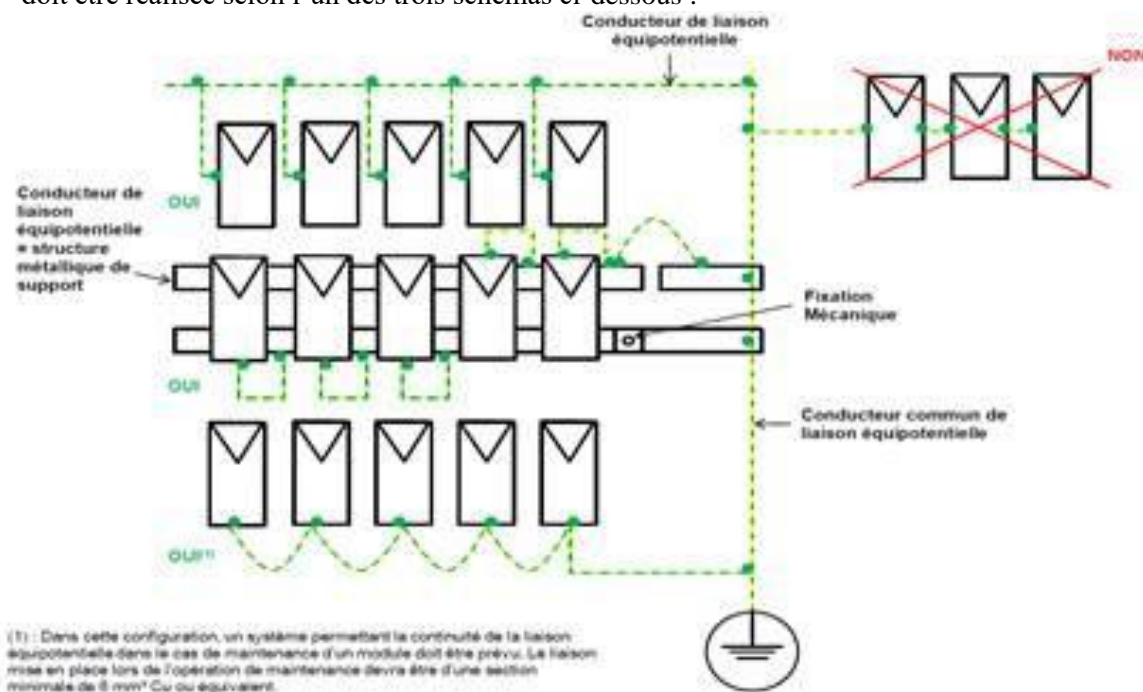 doit être réalisée selon l'un des trois schémas ci-dessous :
Conducteur de liaison
équipotentielle
NON
Conducteur de
liaison
équipotentielle
= structure
métallique de
support
OUI
Fixation
Mécanique
OUI
Conducteur commun de
liaison équipotentielle
OUI⁽¹⁾
(1) : Dans cette configuration, un système permettant la continuité de la liaison
équipotentielle dans le cas de maintenance d'un module doit être prévu. La liaison
mise en place lors de l'opération de maintenance devra être d'une section
minimale de 6 mm² Cu ou équivalent.